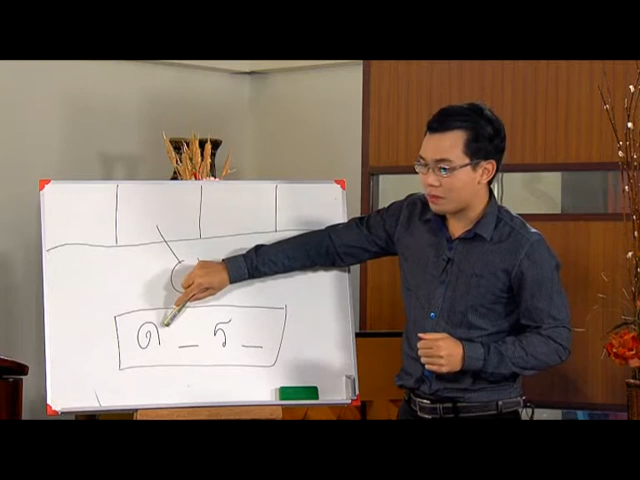 ด _ ร _